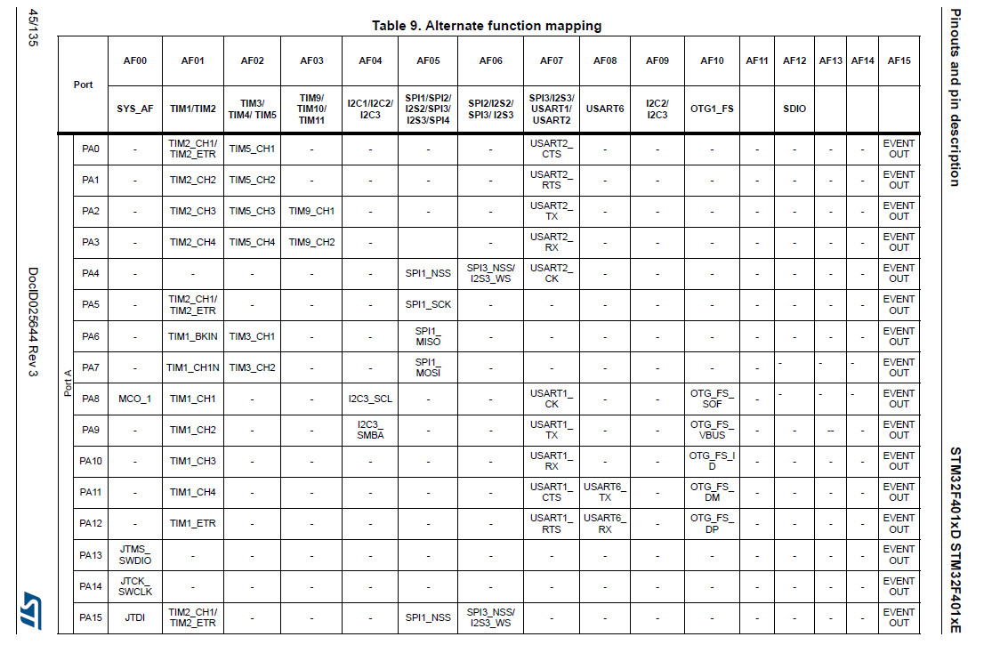 45/135
DocID025644 Rev 3
ST
Table 9. Alternate function mapping
Port AF00 AF01 AF02 AF03 AF04 AF05 AF06 AF07 AF08 AF09 AF10 AF11 AF12 AF13 AF14 AF15
SYS_AF TIM1/TIM2 TIM3/ TIM4/ TIM5 TIM9/ TIM10/ TIM11 I2C1/I2C2/ I2C3 SPI1/SPI2/ I2S2/SPI3/ I2S3/SPI4 SPI2/I2S2/ SPI3/ I2S3 SPI3/I2S3/ USART1/ USART2 USART6 I2C2/ I2C3 OTG1_FS SDIO
Port A
PA0 - TIM2_CH1/ TIM2_ETR TIM5_CH1 - - - - USART2_ CTS - - - - - - - EVENT OUT
PA1 - TIM2_CH2 TIM5_CH2 - - - - USART2_ RTS - - - - - - - EVENT OUT
PA2 - TIM2_CH3 TIM5_CH3 TIM9_CH1 - - - USART2_ TX - - - - - - - EVENT OUT
PA3 - TIM2_CH4 TIM5_CH4 TIM9_CH2 - - - USART2_ RX - - - - - - - EVENT OUT
PA4 - - - - - SPI1_NSS SPI3_NSS/ I2S3_WS USART2_ CK - - - - - - - EVENT OUT
PA5 - TIM2_CH1/ TIM2_ETR - - - SPI1_SCK - - - - - - - - - EVENT OUT
PA6 - TIM1_BKIN TIM3_CH1 - - SPI1_ MISO - - - - - - - - - EVENT OUT
PA7 - TIM1_CH1N TIM3_CH2 - - SPI1_ MOSI - - - - - - - - - EVENT OUT
PA8 MCO_1 TIM1_CH1 - - I2C3_SCL - - USART1_ CK - - OTG_FS_ SOF - - - - EVENT OUT
PA9 - TIM1_CH2 - - I2C3_ SMBA - - USART1_ TX - - OTG_FS_ VBUS - - -- - EVENT OUT
PA10 - TIM1_CH3 - - - - - USART1_ RX - - OTG_FS_I D - - - - EVENT OUT
PA11 - TIM1_CH4 - - - - - USART1_ CTS USART6_ TX - OTG_FS_ DM - - - - EVENT OUT
PA12 - TIM1_ETR - - - - - USART1_ RTS USART6_ RX - OTG_FS_ DP - - - - EVENT OUT
PA13 JTMS_ SWDIO - - - - - - - - - - - - - - EVENT OUT
PA14 JTCK_ SWCLK - - - - - - - - - - - - - - EVENT OUT
PA15 JTDI TIM2_CH1/ TIM2_ETR - - - SPI1_NSS SPI3_NSS/ I2S3_WS - - - - - - - - EVENT OUT
Pinouts and pin description
STM32F401xD STM32F401xE